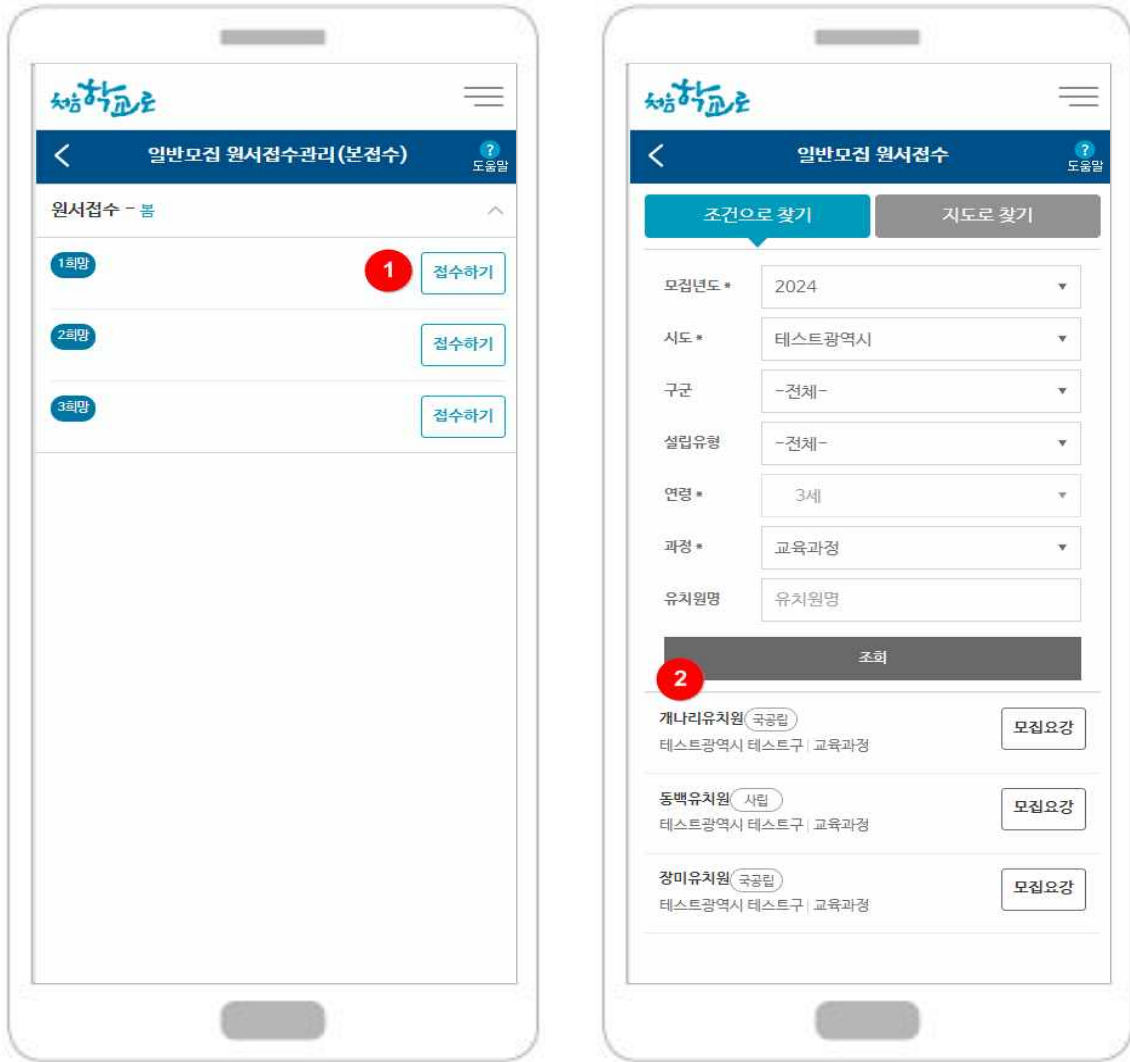 처음학교로
일반모집 원서접수관리(본접수)
?
도움말
원서접수 - 봄
1희망
1
접수하기
2희망
접수하기
3희망
접수하기
처음학교로
일반모집 원서접수
?
도움말
조건으로 찾기
지도로 찾기
모집년도 *
2024
시도 *
테스트광역시
구군
-전체-
설립유형
-전체-
연령 *
3세
과정 *
교육과정
유치원명
유치원명
조회
2
개나리유치원 국공립
모집요강
테스트광역시 테스트구 | 교육과정
동백유치원 사립
모집요강
테스트광역시 테스트구 | 교육과정
장미유치원 국공립
모집요강
테스트광역시 테스트구 | 교육과정